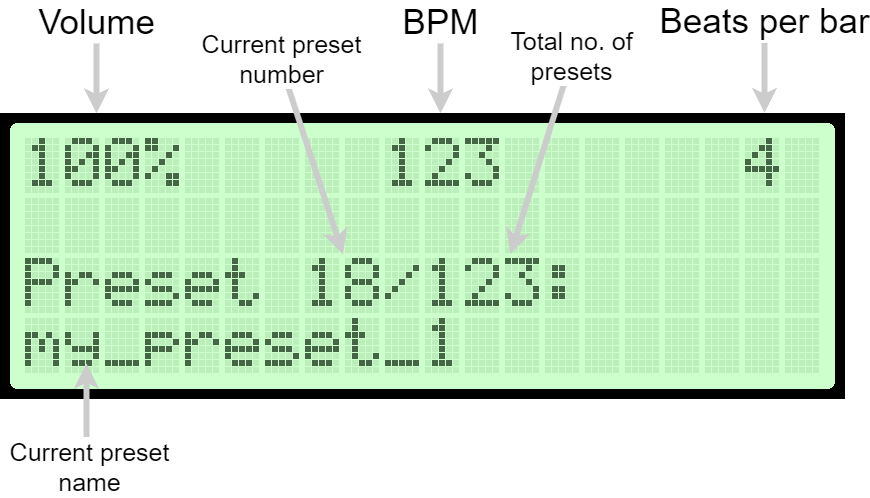 Volume
BPM
Beats per bar
Current preset
number
Total no. of
presets
100% 123 4
Preset 18/123:
my_preset_1
Current preset
name